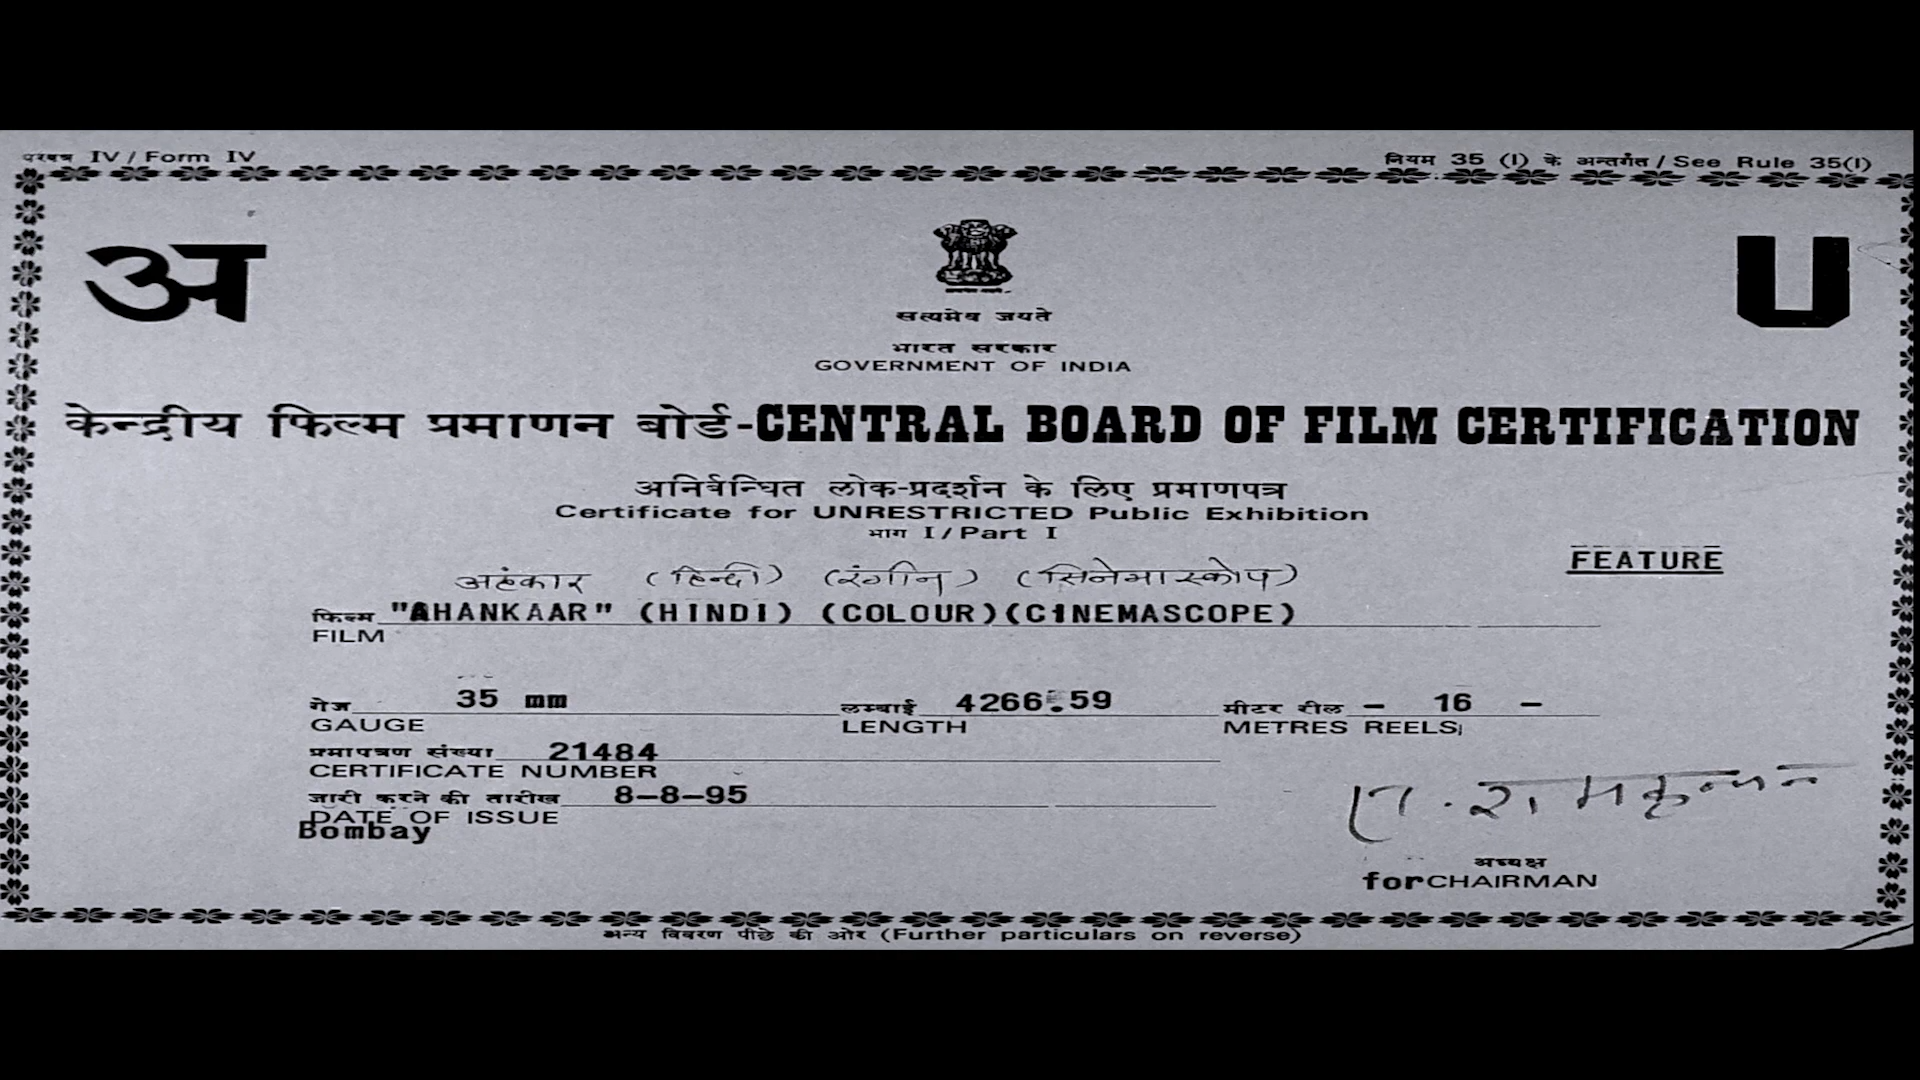 परपत्र IV / Form IV
नियम 35 (I) के अन्तर्गत / See Rule 35(I)
अ
U
सत्यमेव जयते
भारत सरकार
GOVERNMENT OF INDIA
केन्द्रीय फिल्म प्रमाणन बोर्ड-CENTRAL BOARD OF FILM CERTIFICATION
अनिर्बन्धित लोक-प्रदर्शन के लिए प्रमाणपत्र
Certificate for UNRESTRICTED Public Exhibition
भाग I / Part I
FEATURE
अहंकार (हिन्दी) (रंगीन) (सिनेमास्कोप)
फिल्म "AHANKAAR" (HINDI) (COLOUR) (CINEMASCOPE)
FILM
गेज 35 mm लम्बाई 4266.59 मीटर रील - 16 -
GAUGE LENGTH METRES REELS
प्रमापत्रण संख्या 21484
CERTIFICATE NUMBER
जारी करने की तारीख 8-8-95
DATE OF ISSUE
Bombay
अध्यक्ष
for CHAIRMAN
अन्य विवरण पीछे की ओर (Further particulars on reverse)